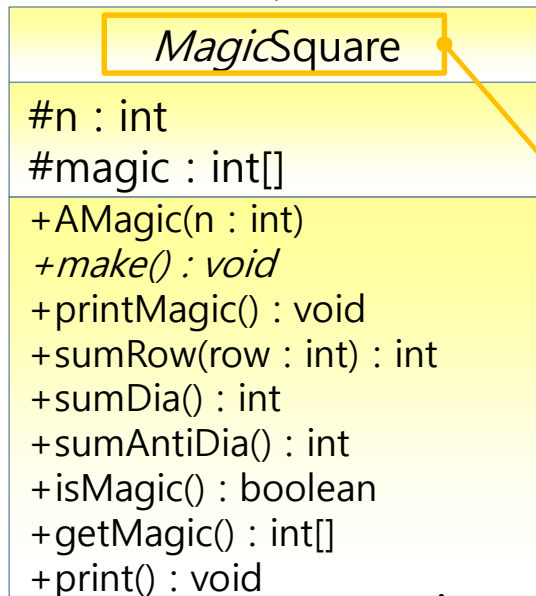 MagicSquare
#n : int
#magic : int[]
+AMagic(n : int)
+make() : void
+printMagic() : void
+sumRow(row : int) : int
+sumDia() : int
+sumAntiDia() : int
+isMagic() : boolean
+getMagic() : int[]
+print() : void